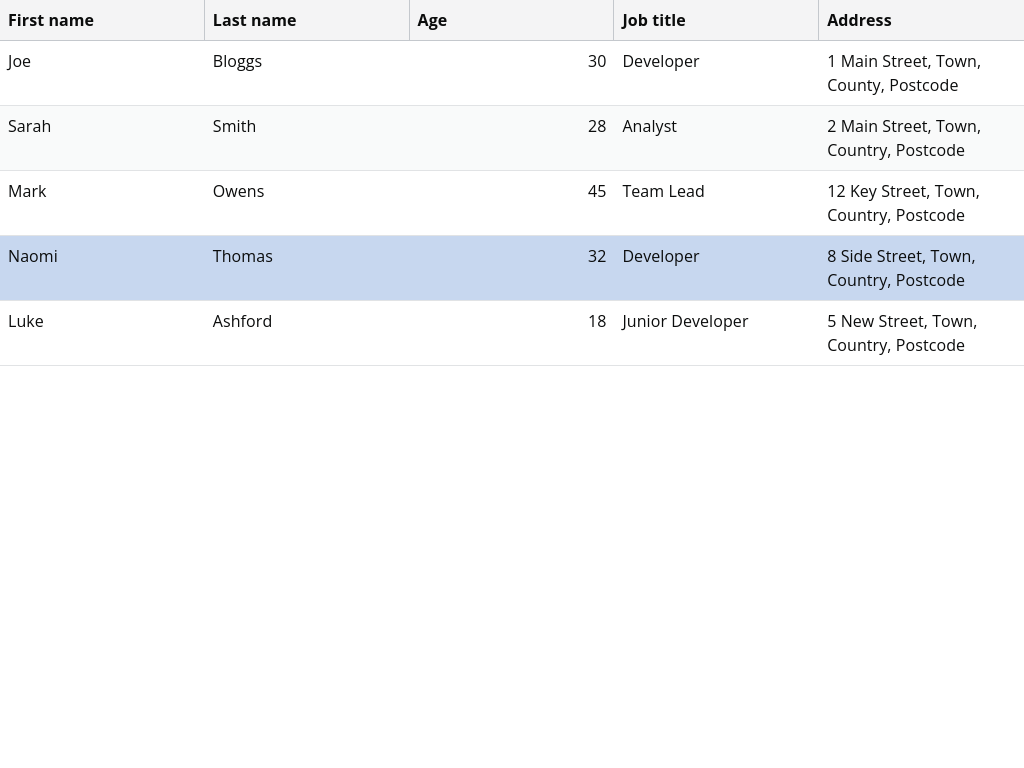 First name Last name Age Job title Address
Joe Bloggs 30 Developer 1 Main Street, Town,
County, Postcode
Sarah Smith 28 Analyst 2 Main Street, Town,
Country, Postcode
Mark Owens 45 Team Lead 12 Key Street, Town,
Country, Postcode
Naomi Thomas 32 Developer 8 Side Street, Town,
Country, Postcode
Luke Ashford 18 Junior Developer 5 New Street, Town,
Country, Postcode